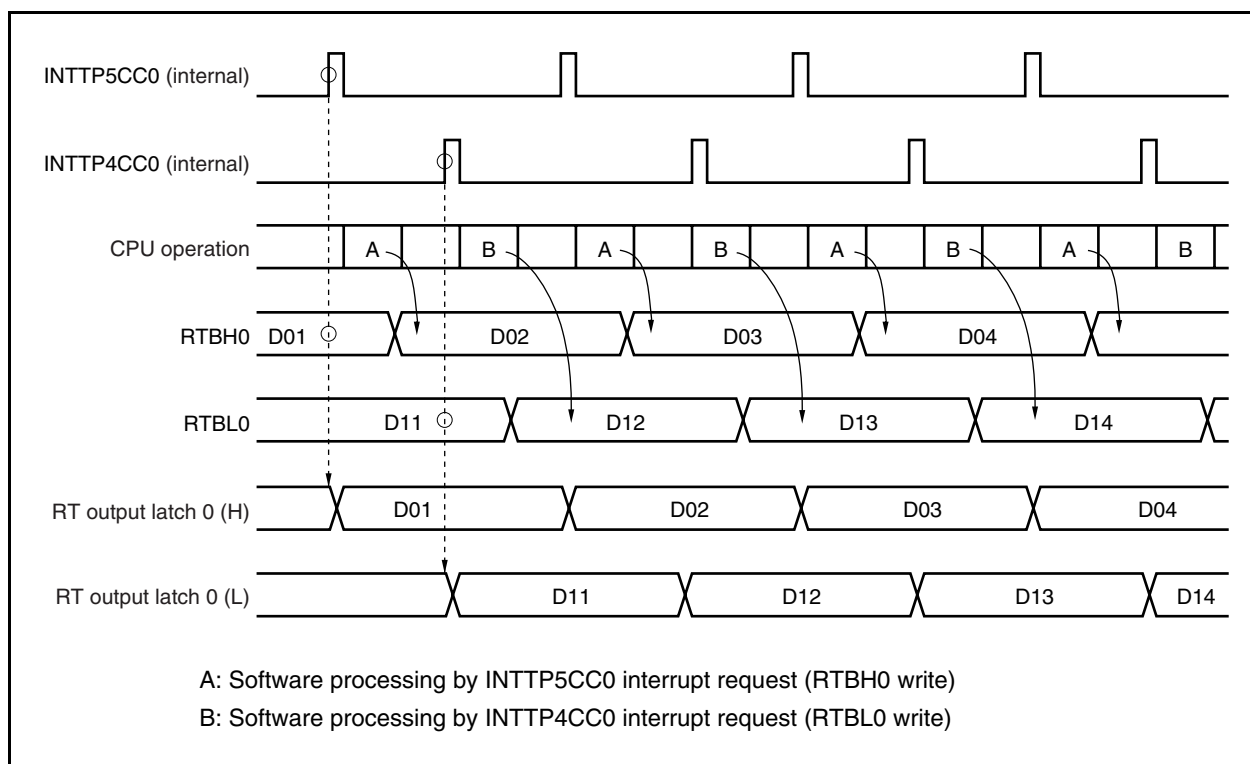 INTTP5CC0 (internal)
INTTP4CC0 (internal)
CPU operation A B A B A B A B
RTBH0 D01 D02 D03 D04
RTBL0 D11 D12 D13 D14
RT output latch 0 (H) D01 D02 D03 D04
RT output latch 0 (L) D11 D12 D13 D14
A: Software processing by INTTP5CC0 interrupt request (RTBH0 write)
B: Software processing by INTTP4CC0 interrupt request (RTBL0 write)